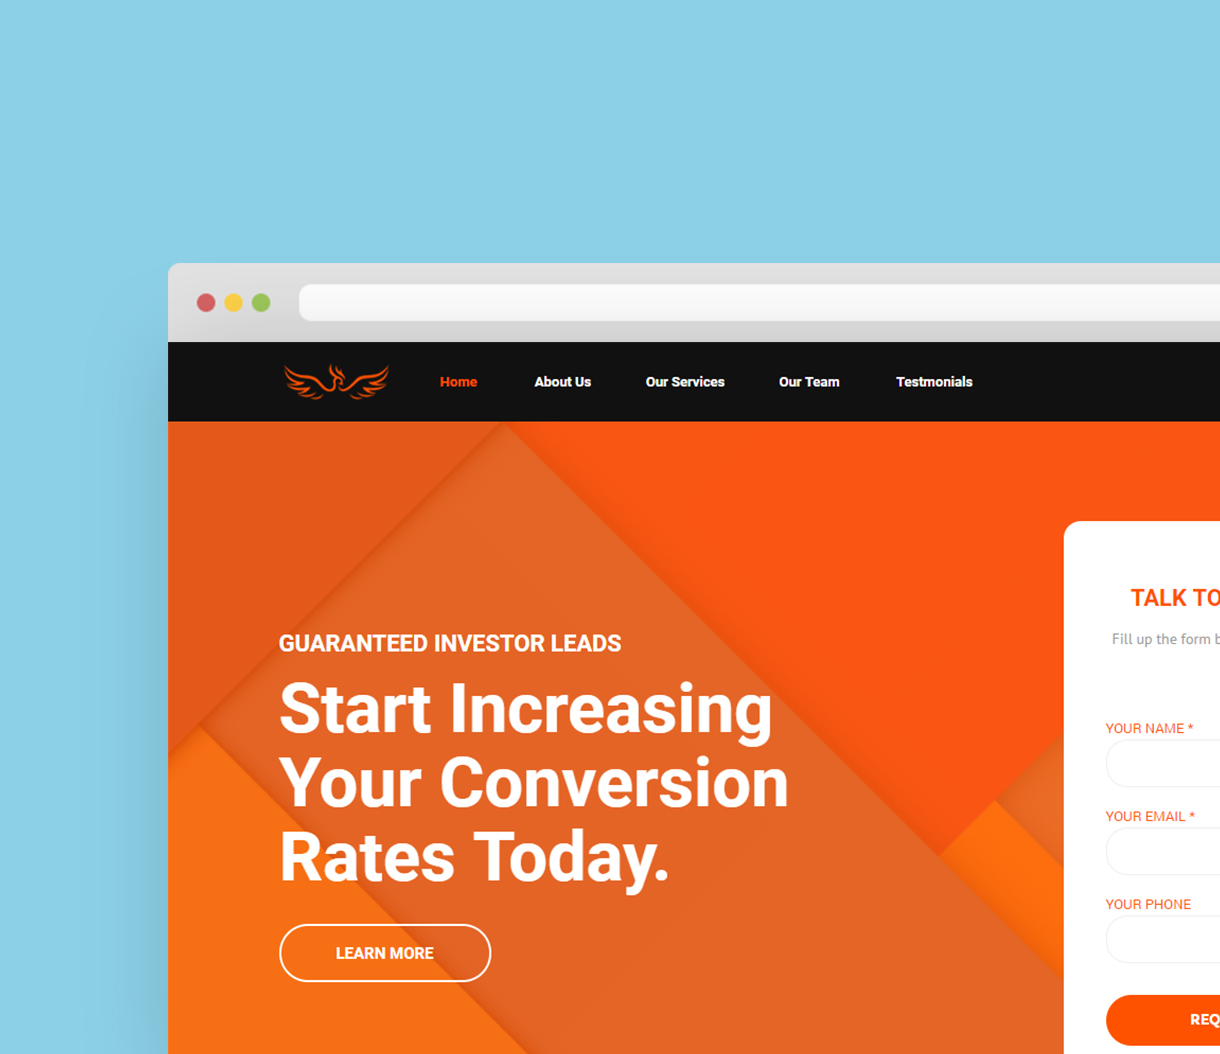 Home About Us Our Services Our Team Testmonials
GUARANTEED INVESTOR LEADS
Start Increasing
Your Conversion
Rates Today.
LEARN MORE
TALK TO
Fill up the form
YOUR NAME *
YOUR EMAIL *
YOUR PHONE